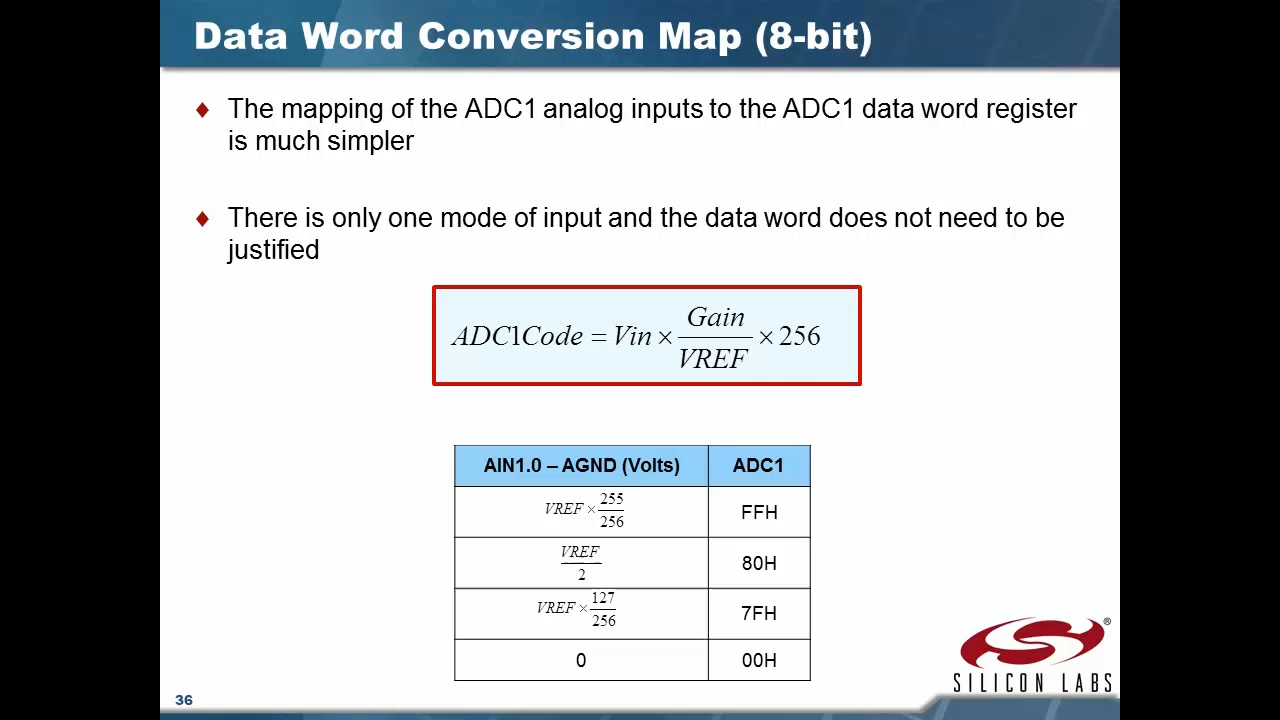 Data Word Conversion Map (8-bit)
♦ The mapping of the ADC1 analog inputs to the ADC1 data word register
is much simpler
♦ There is only one mode of input and the data word does not need to be
justified
ADC1Code = Vin × Gain/VREF × 256
AIN1.0 – AGND (Volts) ADC1
VREF × 255/256 FFH
VREF/2 80H
VREF × 127/256 7FH
0 00H
SILICON LABS
®
36